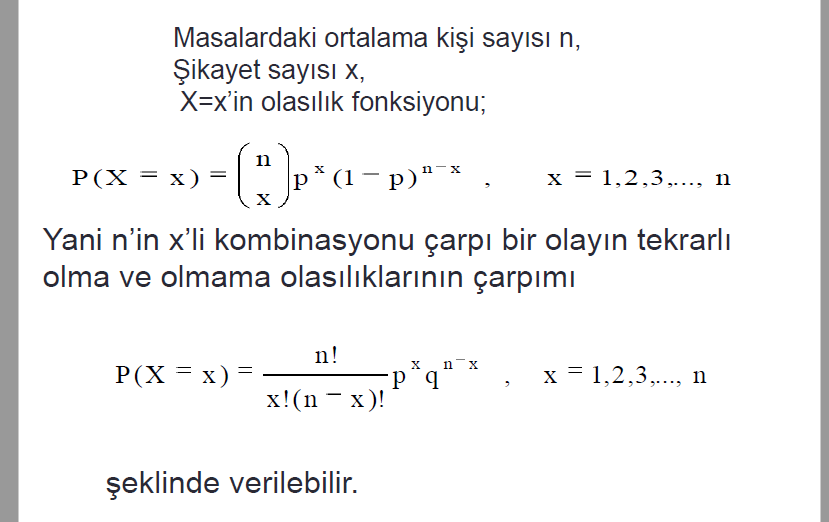 Masalardaki ortalama kişi sayısı n,
Şikayet sayısı x,
X=x’in olasılık fonksiyonu;
P(X = x) = (n x) p^x (1 − p)^{n−x} , x = 1,2,3,..., n
Yani n’in x’li kombinasyonu çarpı bir olayın tekrarlı
olma ve olmama olasılıklarının çarpımı
P(X = x) = n! / x!(n − x)! p^x q^{n−x} , x = 1,2,3,..., n
şeklinde verilebilir.